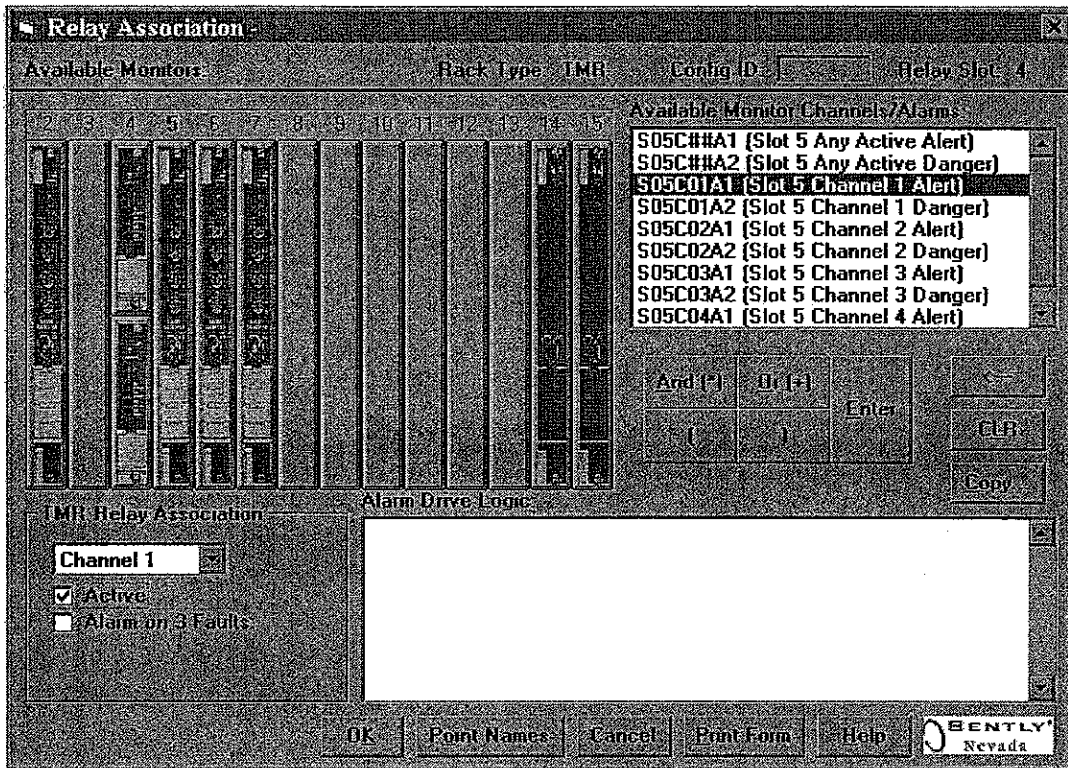 Relay Association -
Available Monitors: Rack Type: TMR Config ID: Relay Slot: 4
2 3 4 5 6 7 8 9 10 11 12 13 14 15
Available Monitor Channels/Alarms:
S05C##A1 (Slot 5 Any Active Alert)
S05C##A2 (Slot 5 Any Active Danger)
S05C01A1 (Slot 5 Channel 1 Alert)
S05C01A2 (Slot 5 Channel 1 Danger)
S05C02A1 (Slot 5 Channel 2 Alert)
S05C02A2 (Slot 5 Channel 2 Danger)
S05C03A1 (Slot 5 Channel 3 Alert)
S05C03A2 (Slot 5 Channel 3 Danger)
S05C04A1 (Slot 5 Channel 4 Alert)
And (*) Or (+)
( )
Enter
<--
CLR
Copy...
TMR Relay Association
Channel 1
Active
Alarm on 3 Faults
Alarm Drive Logic:
OK Point Names Cancel Print Form Help
BENTLY
Nevada